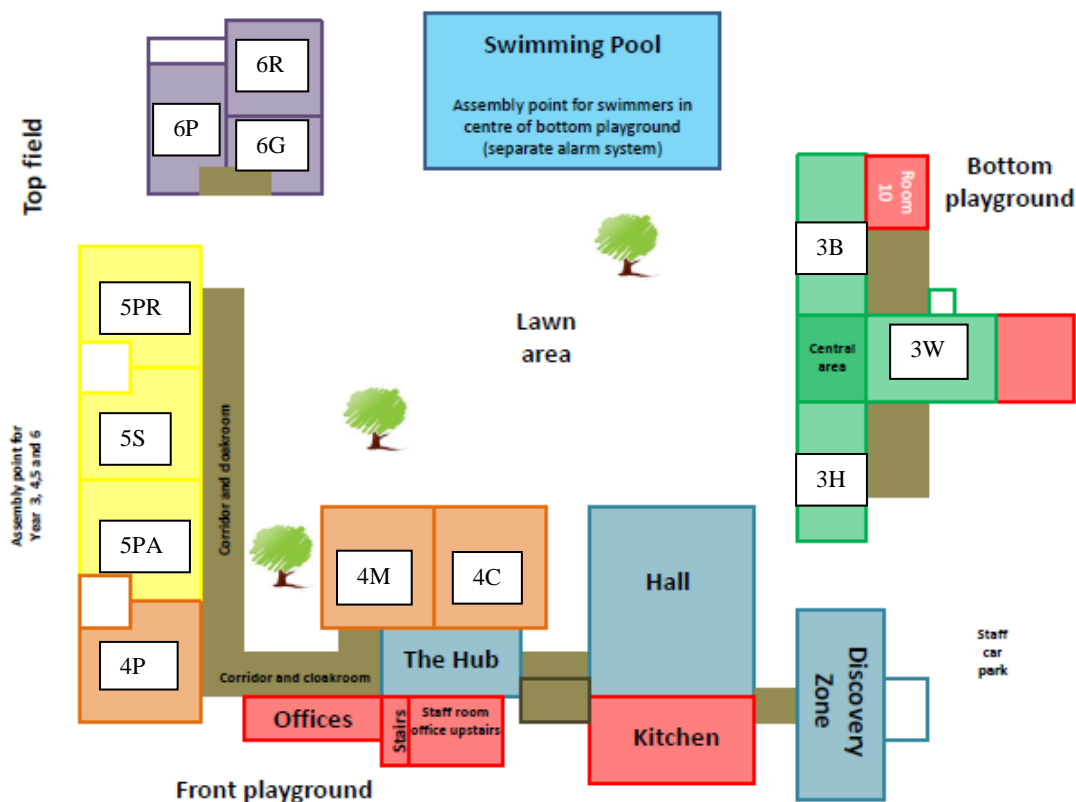 6R
6P
6G
Swimming Pool
Assembly point for swimmers in
centre of bottom playground
(separate alarm system)
Top field
Room
10
Bottom
playground
3B
5PR
Lawn
area
Central
area
3W
5S
Corridor and cloakroom
Assembly point for
Year 3, 4,5 and 6
3H
5PA
4M
4C
Hall
4P
The Hub
Corridor and cloakroom
Discovery
Zone
Staff
car
park
Offices
Stairs
Staff room
office upstairs
Kitchen
Front playground